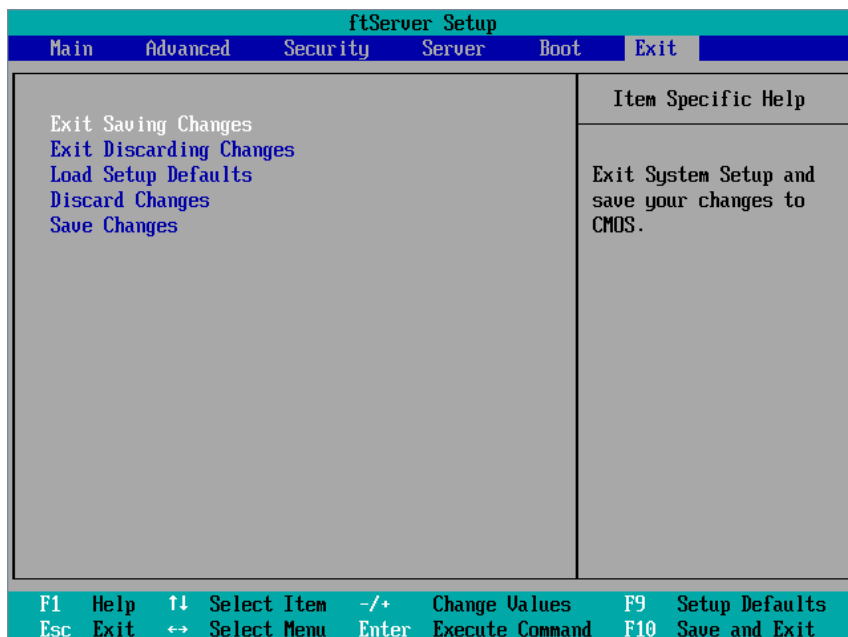 ftServer Setup
Main Advanced Security Server Boot Exit
Item Specific Help
Exit Saving Changes
Exit Discarding Changes
Load Setup Defaults
Discard Changes
Save Changes
Exit System Setup and
save your changes to
CMOS.
F1 Help ↑↓ Select Item -/+ Change Values F9 Setup Defaults
Esc Exit ↔ Select Menu Enter Execute Command F10 Save and Exit